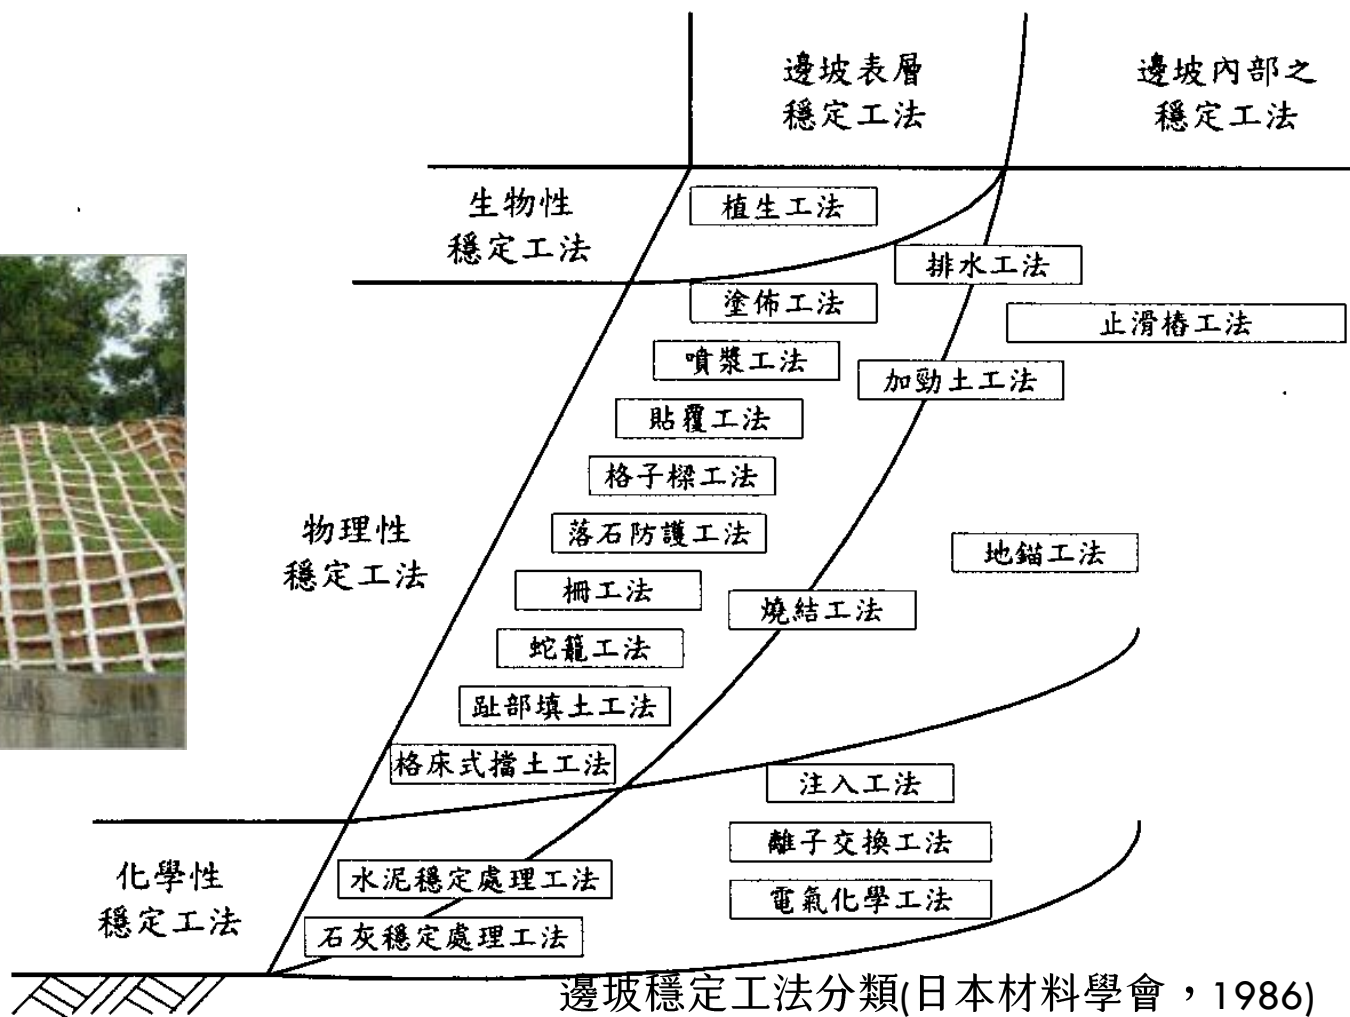 邊坡表層
穩定工法
邊坡內部之
穩定工法
生物性
穩定工法
植生工法
排水工法
塗佈工法
止滑樁工法
噴漿工法
加勁土工法
貼覆工法
格子樑工法
物理性
穩定工法
落石防護工法
地錨工法
柵工法
燒結工法
蛇籠工法
趾部填土工法
格床式擋土工法
注入工法
離子交換工法
化學性
穩定工法
水泥穩定處理工法
電氣化學工法
石灰穩定處理工法
邊坡穩定工法分類(日本材料學會，1986)